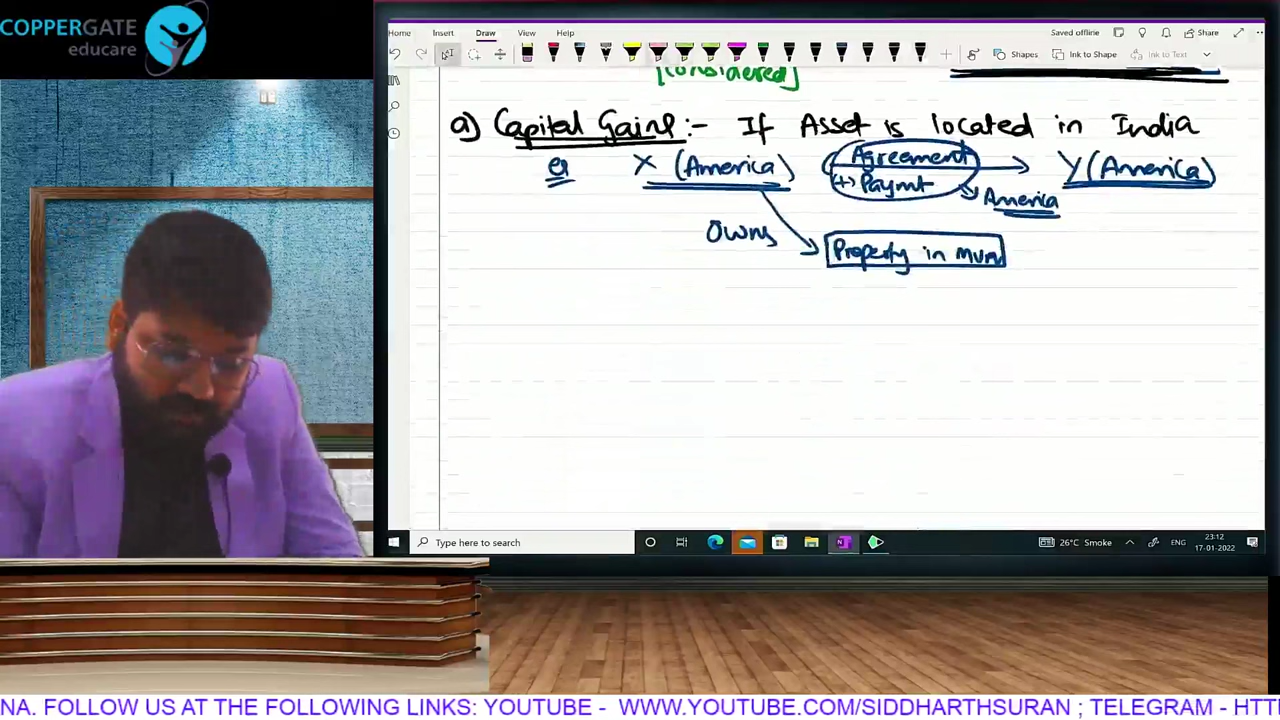 COPPERGATE
educare
Home Insert Draw View Help
Saved offline Share
Shapes Ink to Shape Ink to Text
[considered]
a) Capital Gains :- If Asset is located in India
eg X (America) Agreement Y (America)
(+) Paymt
America
Owns
Property in Mum
Type here to search
26°C Smoke ENG 23:12
17-01-2022
NA. FOLLOW US AT THE FOLLOWING LINKS: YOUTUBE - WWW.YOUTUBE.COM/SIDDHARTHSURAN ; TELEGRAM - HTT